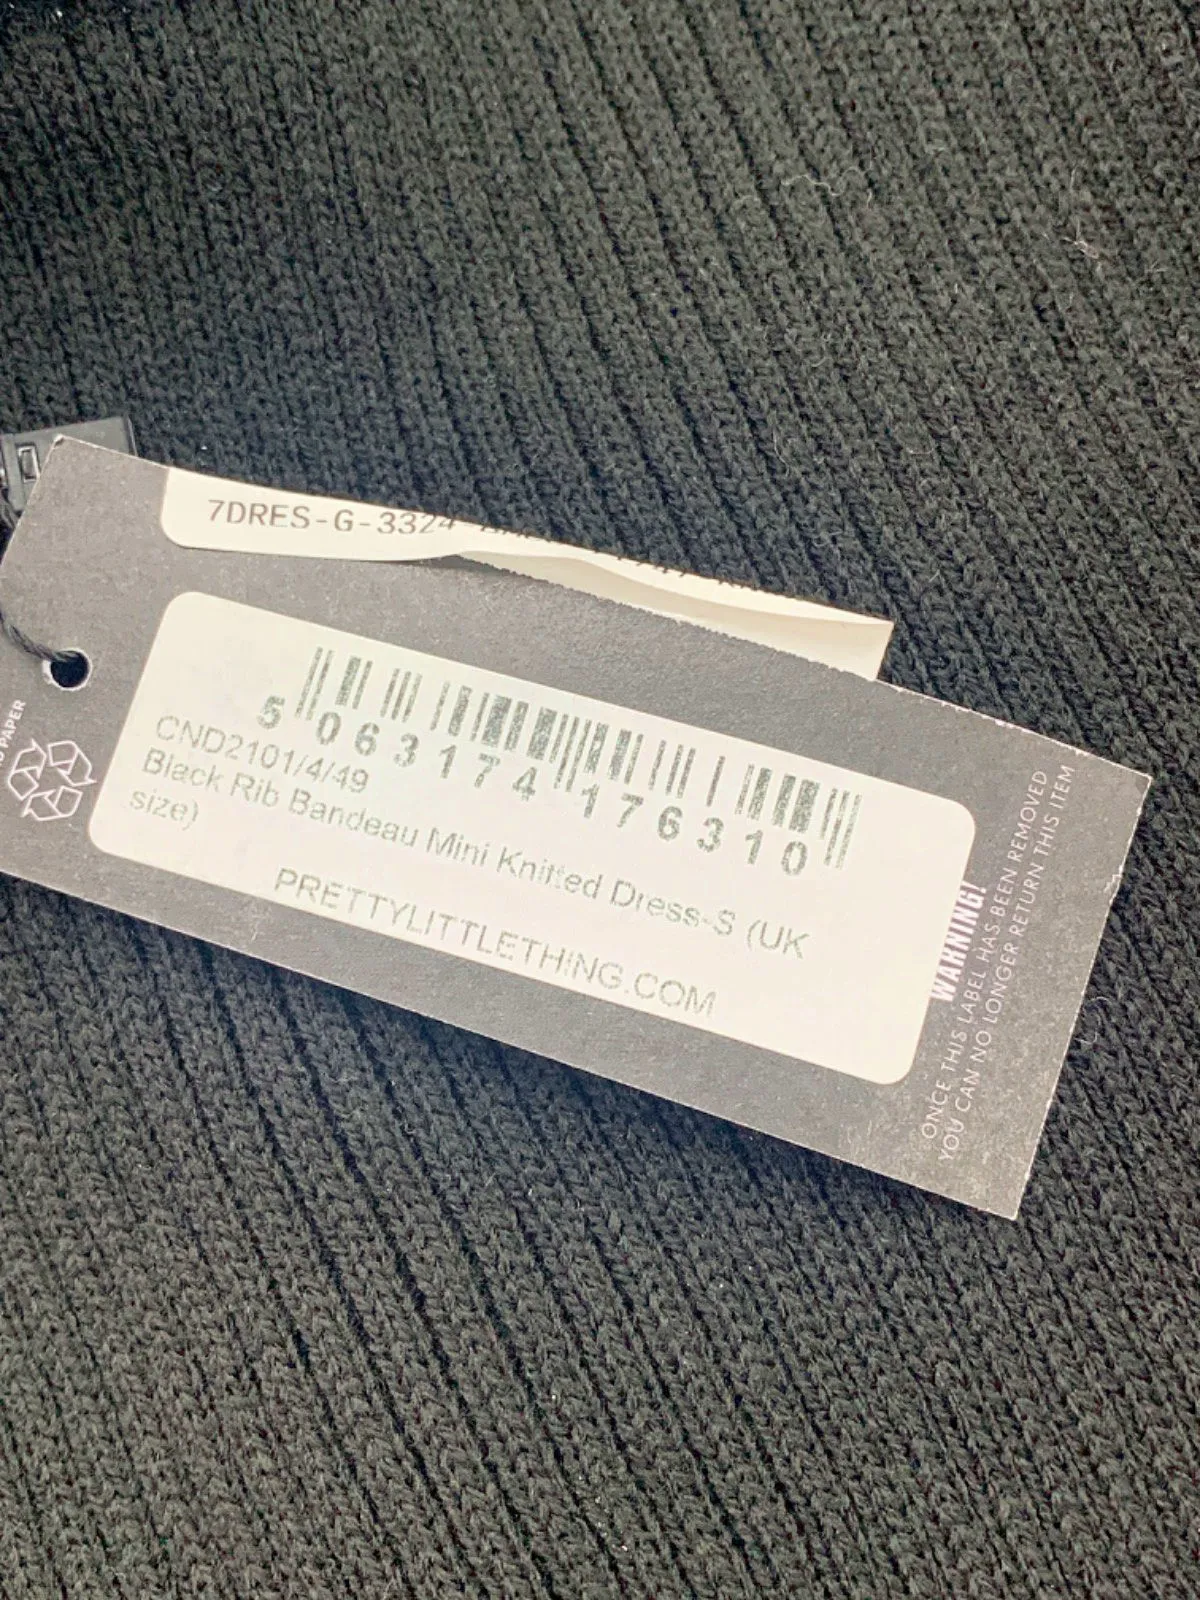 7DRES-G-3324
5 063174 176310
CND2101/4/49
Black Rib Bandeau Mini Knitted Dress-S (UK
size)
PRETTYLITTLETHING.COM
WARNING!
ONCE THIS LABEL HAS BEEN REMOVED
YOU CAN NO LONGER RETURN THIS ITEM
PAPER